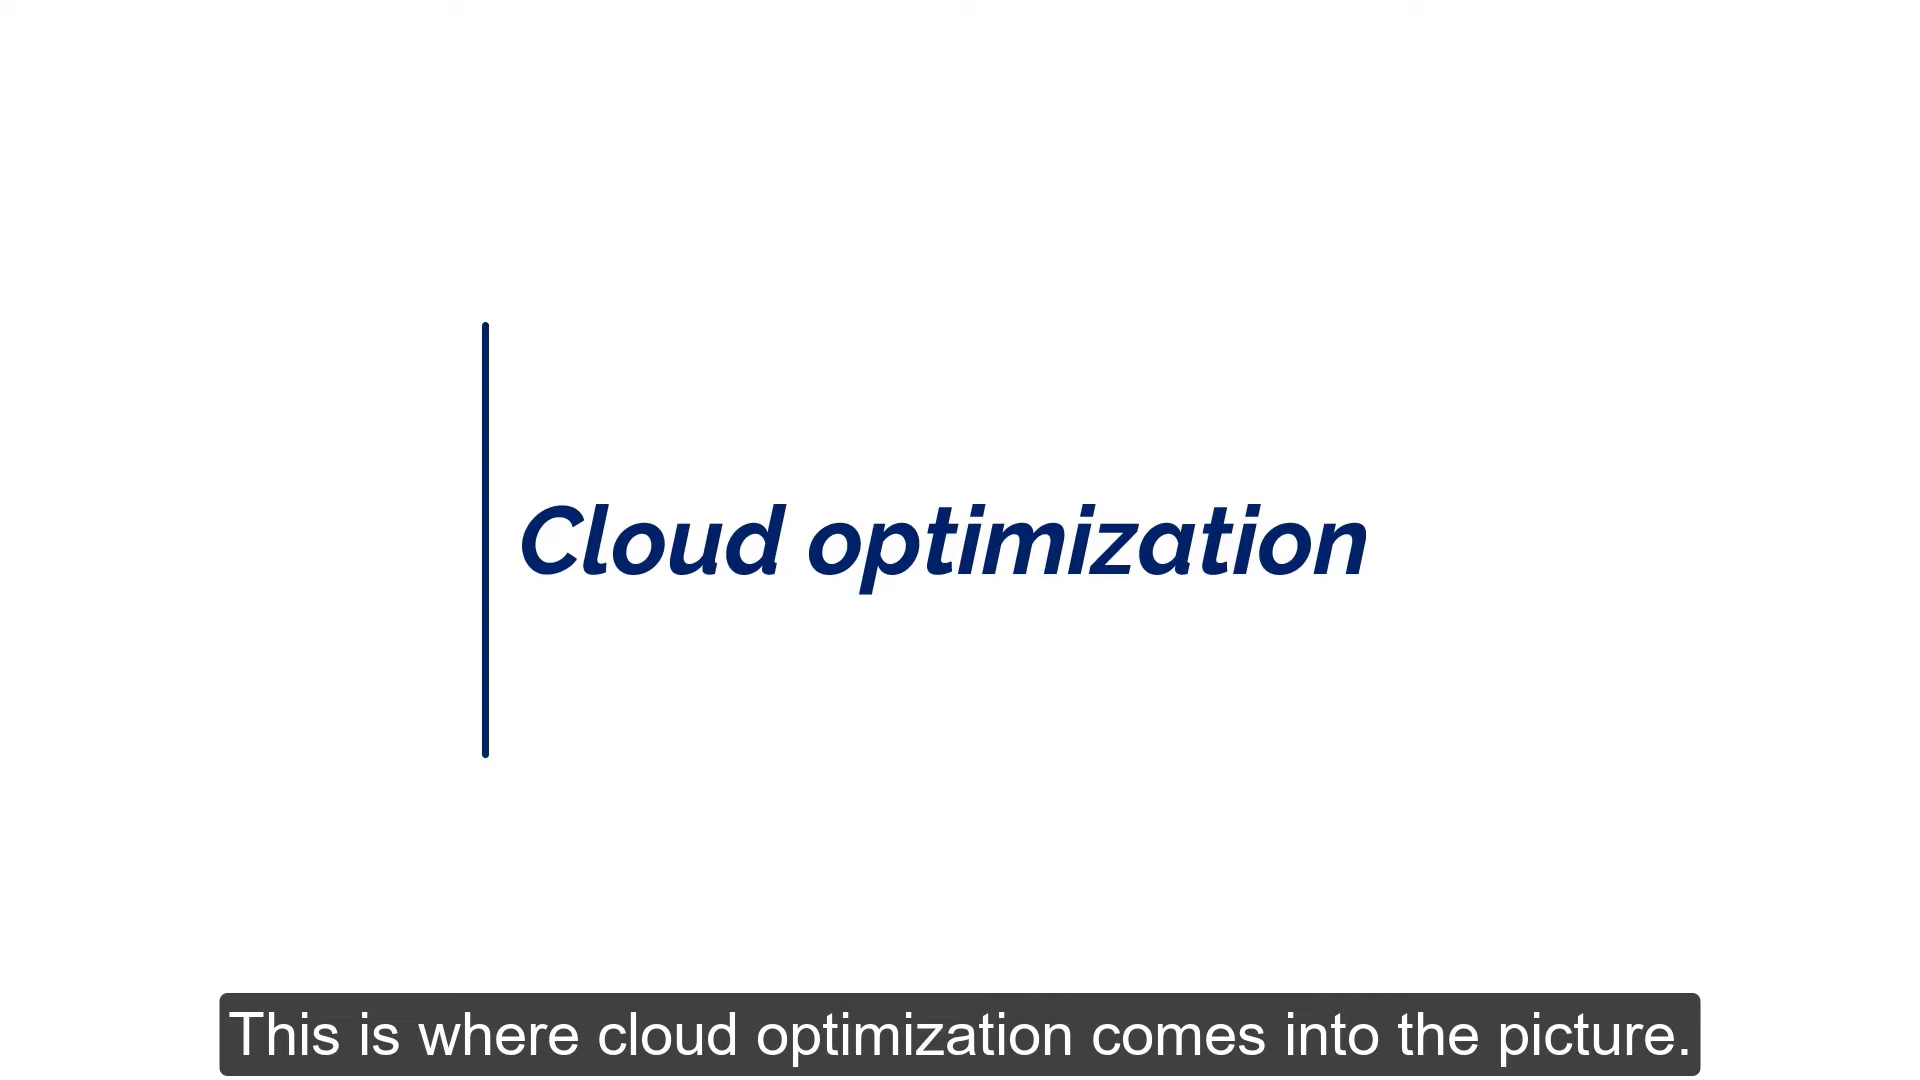 Cloud optimization
This is where cloud optimization comes into the picture.